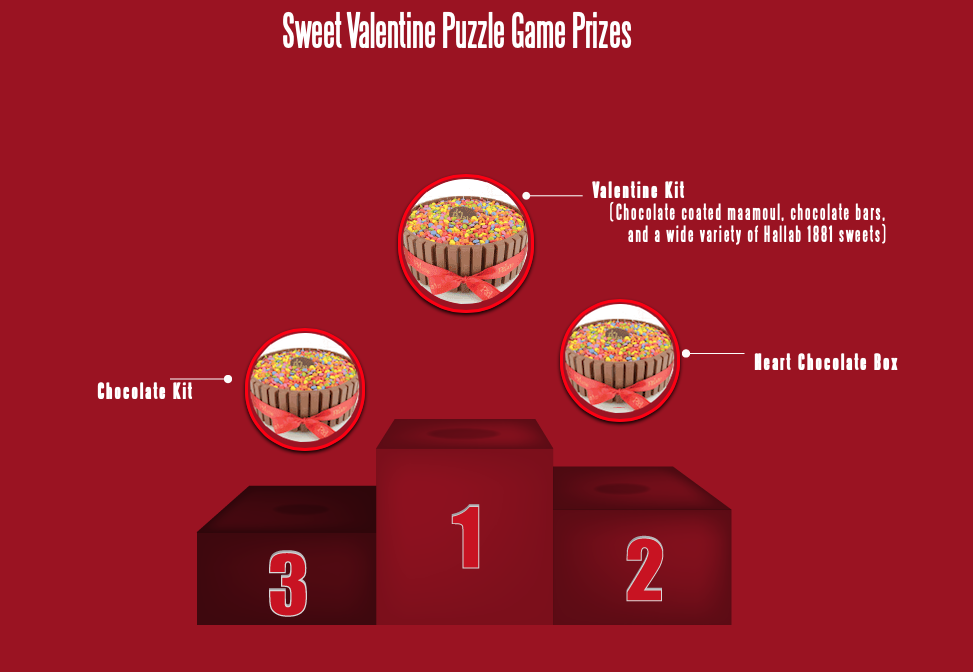 Sweet Valentine Puzzle Game Prizes
Valentine Kit
(Chocolate coated maamoul, chocolate bars,
and a wide variety of Hallab 1881 sweets)
Heart Chocolate Box
Chocolate Kit
1
2
3